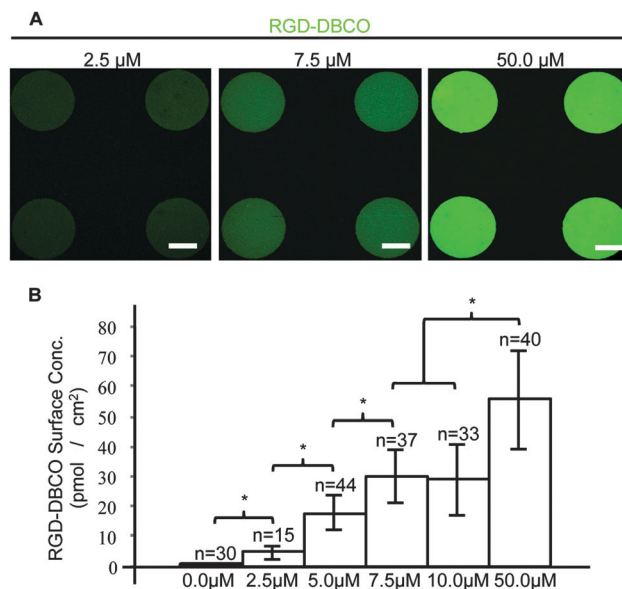 A
RGD-DBCO
2.5 µM 7.5 µM 50.0 µM
B
RGD-DBCO Surface Conc.
(pmol / cm²)
80
70
60
50
40
30
20
10
0
*
n=40
*
n=37 n=33
*
n=44
*
n=15
n=30
0.0µM 2.5µM 5.0µM 7.5µM 10.0µM 50.0µM